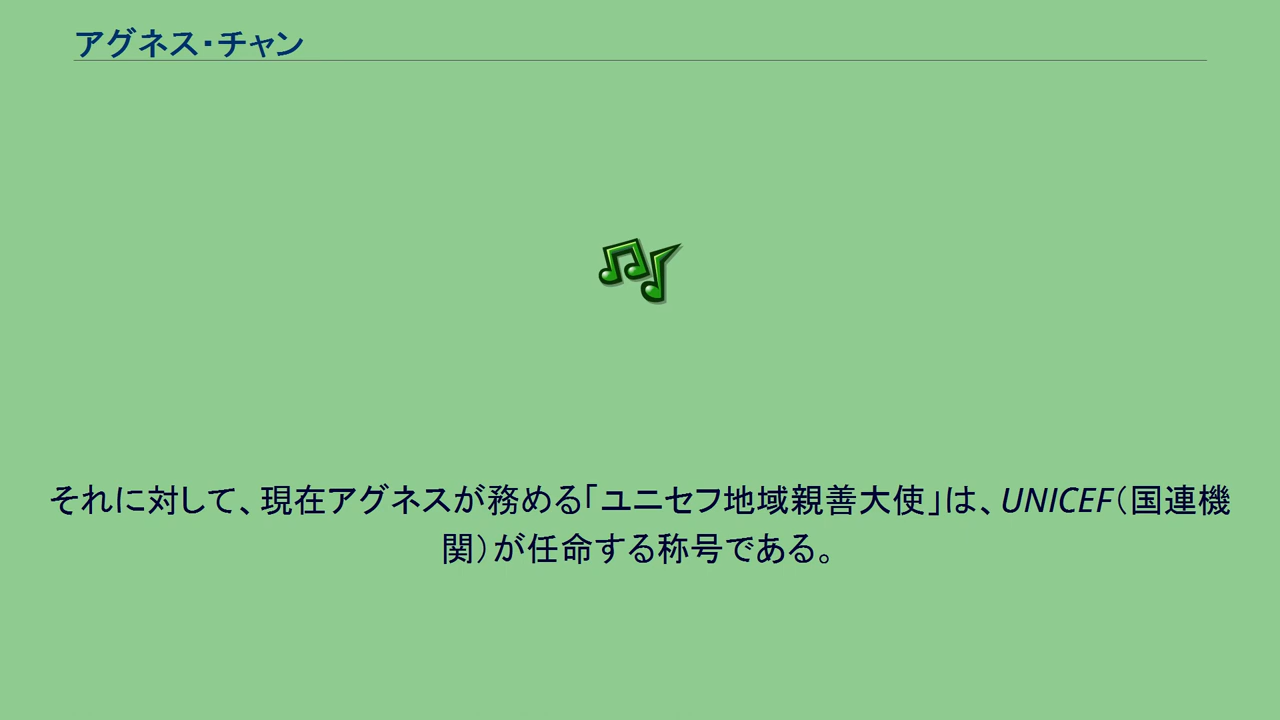 アグネス・チャン
それに対して、現在アグネスが務める「ユニセフ地域親善大使」は、UNICEF（国連機
関）が任命する称号である。